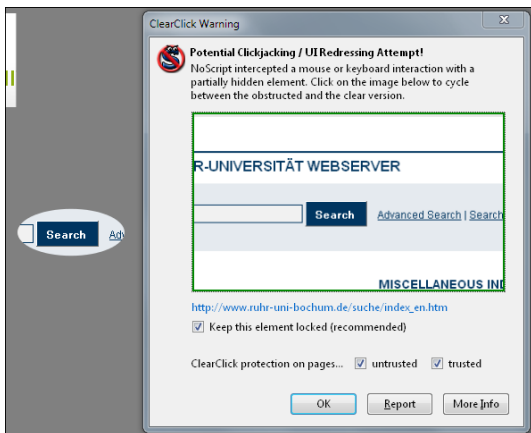 ClearClick Warning
Potential Clickjacking / UI Redressing Attempt!
NoScript intercepted a mouse or keyboard interaction with a
partially hidden element. Click on the image below to cycle
between the obstructed and the clear version.
R-UNIVERSITÄT WEBSERVER
Search Advanced Search | Search
MISCELLANEOUS IND
Search Adv
http://www.ruhr-uni-bochum.de/suche/index_en.htm
Keep this element locked (recommended)
ClearClick protection on pages... untrusted trusted
OK Report More Info